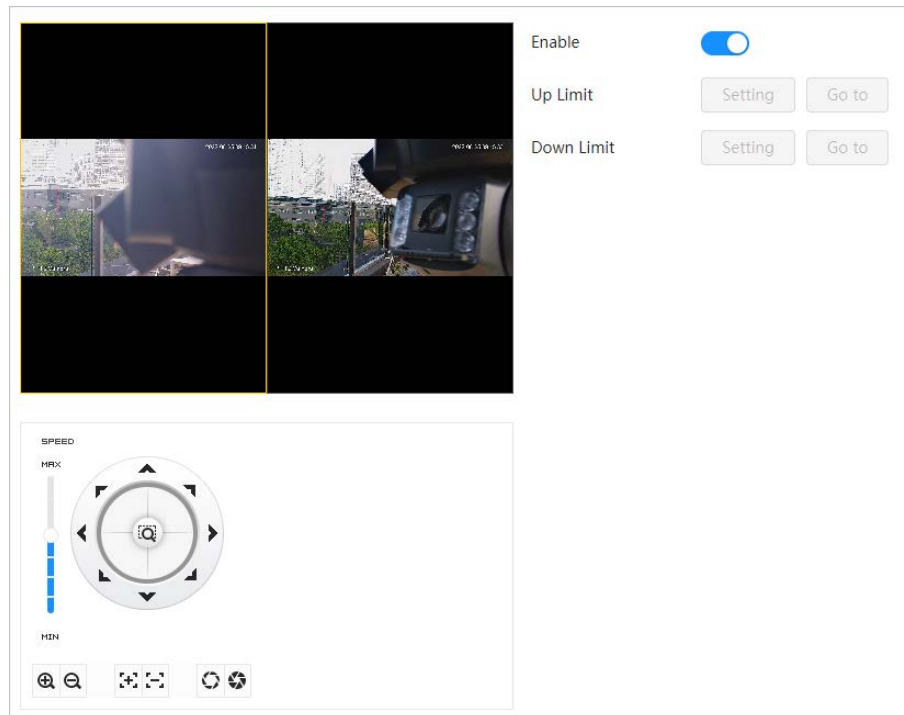 Enable
Up Limit
Setting
Go to
Down Limit
Setting
Go to
SPEED
MAX
MIN